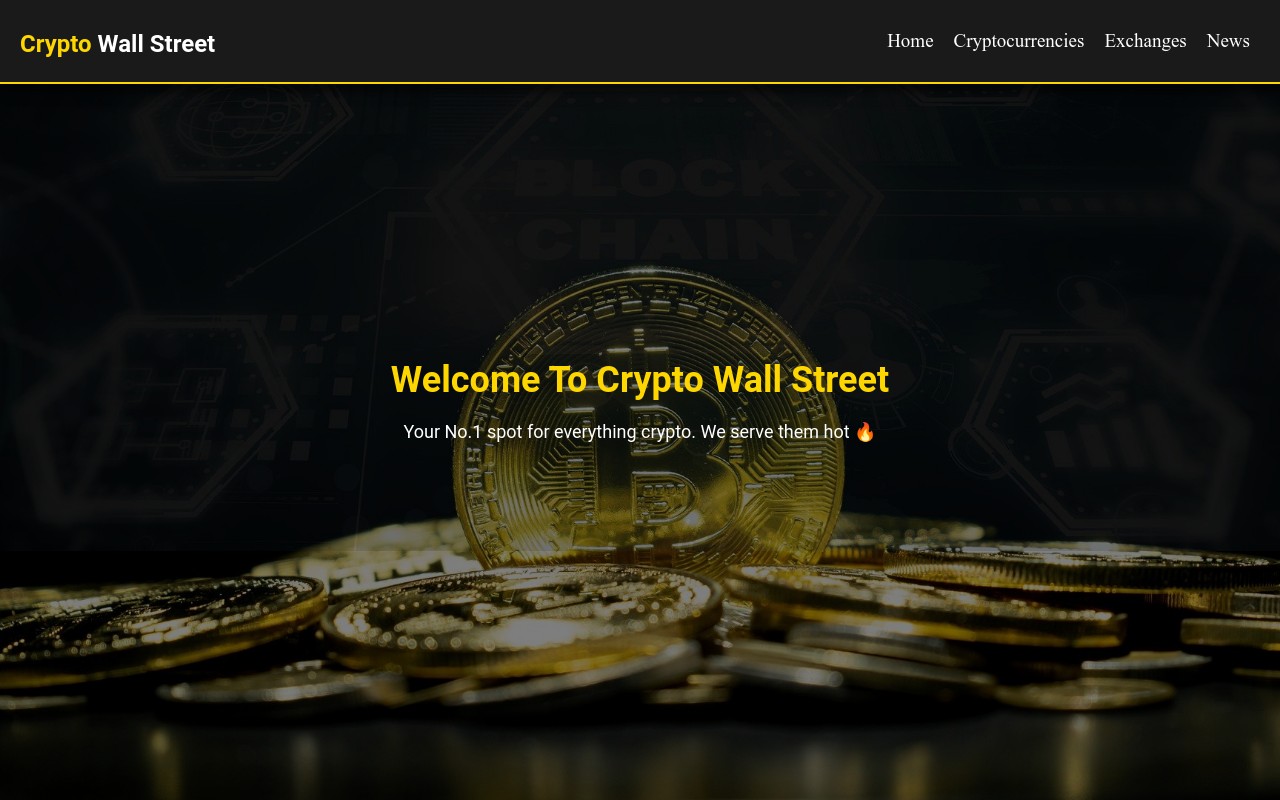 Crypto Wall Street
Home Cryptocurrencies Exchanges News
BLOCK
CHAIN
DECENTRALIZED
Welcome To Crypto Wall Street
Your No.1 spot for everything crypto. We serve them hot 🔥